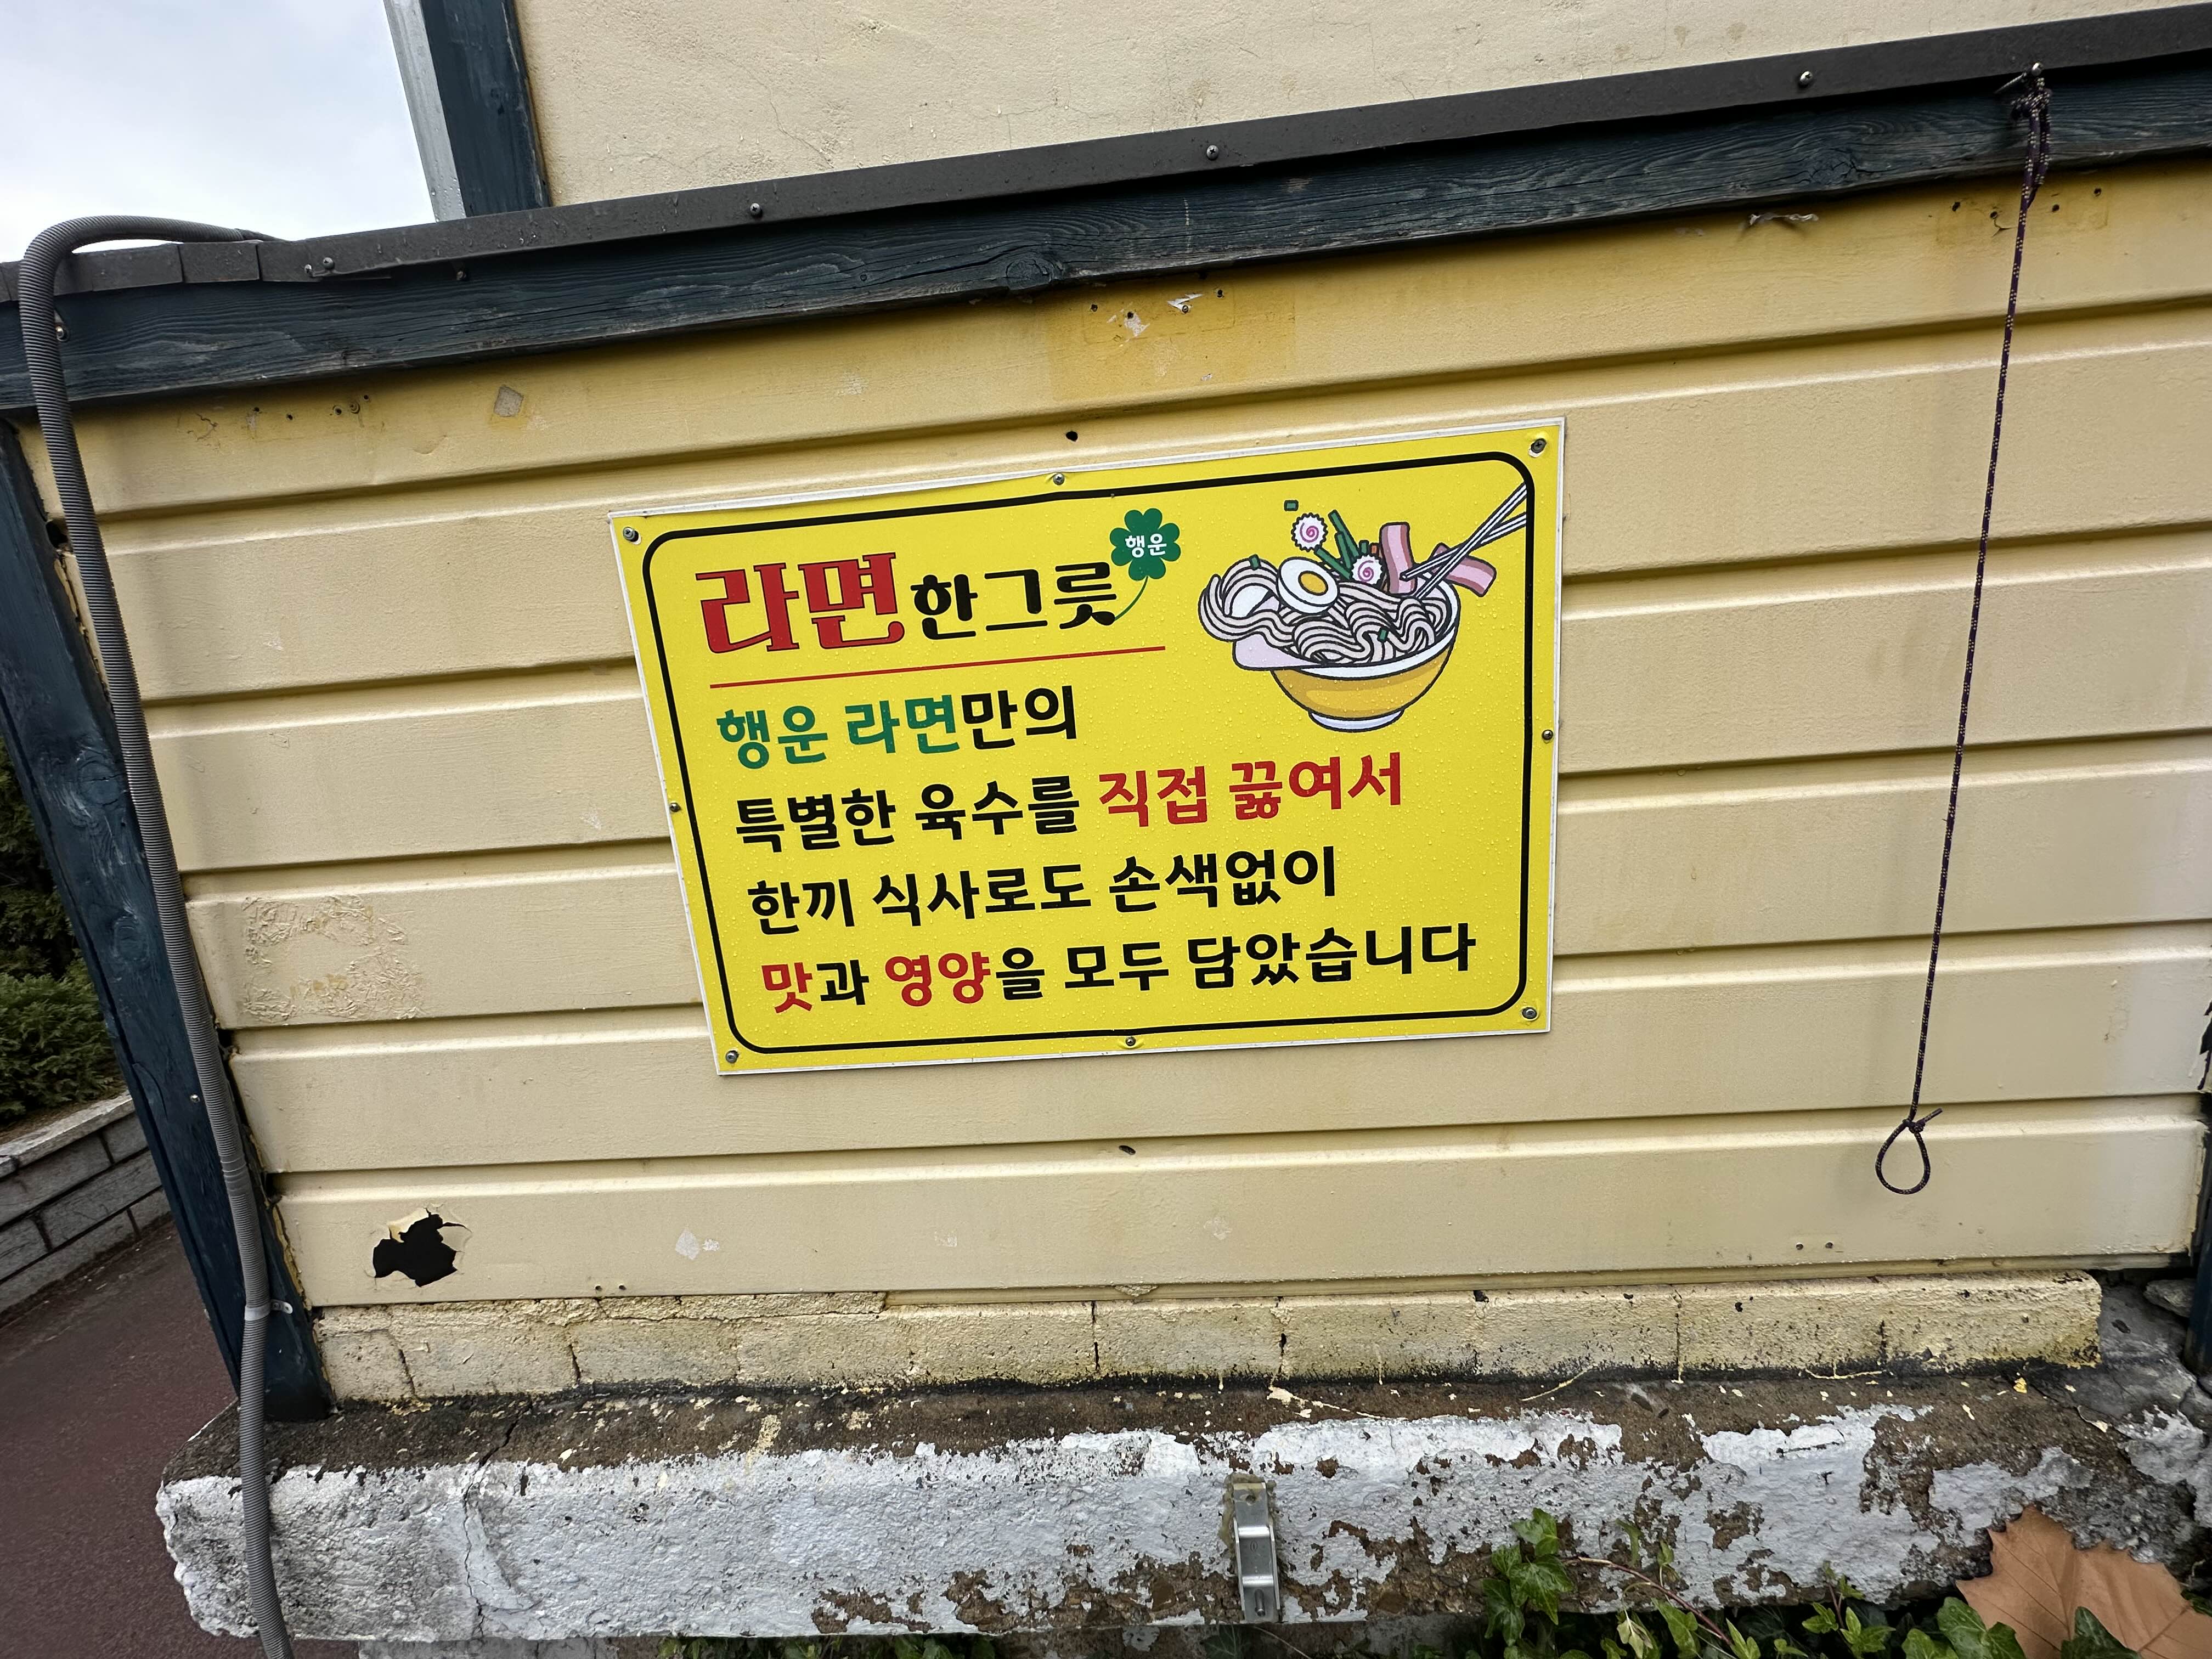 라면 한그릇
행운
행운 라면만의
특별한 육수를 직접 끓여서
한끼 식사로도 손색없이
맛과 영양을 모두 담았습니다